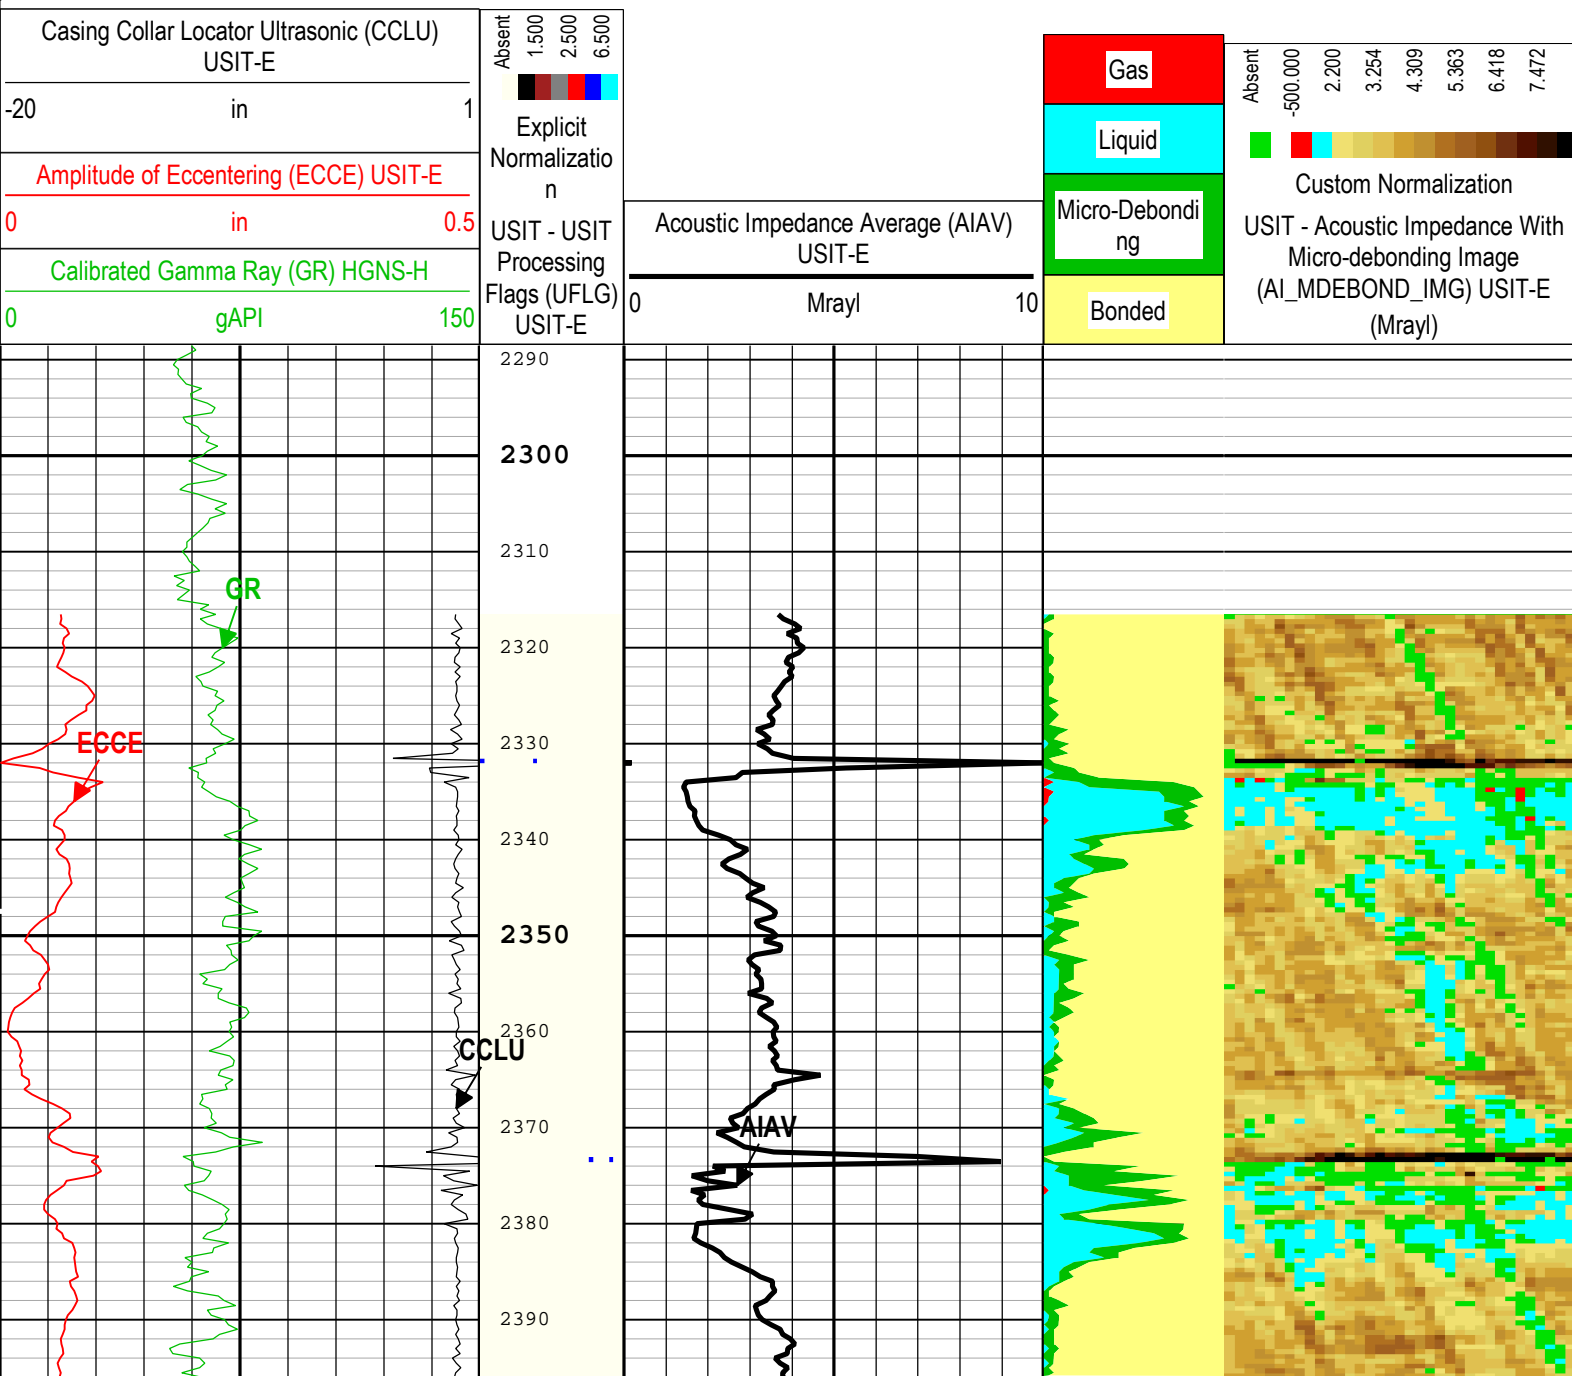 Casing Collar Locator Ultrasonic (CCLU)
USIT-E
-20 in 1
Amplitude of Eccentering (ECCE) USIT-E
0 in 0.5
Calibrated Gamma Ray (GR) HGNS-H
0 gAPI 150
Absent
1.500
2.500
6.500
Explicit
Normalizatio
n
USIT - USIT
Processing
Flags (UFLG)
USIT-E
Acoustic Impedance Average (AIAV)
USIT-E
0 Mrayl 10
Gas
Liquid
Micro-Debondi
ng
Bonded
Absent
-500.000
2.200
3.254
4.309
5.363
6.418
7.472
Custom Normalization
USIT - Acoustic Impedance With
Micro-debonding Image
(AI_MDEBOND_IMG) USIT-E
(Mrayl)
2290
2300
2310
GR
2320
ECCE
2330
2340
2350
2360
CCLU
2370
AIAV
2380
2390